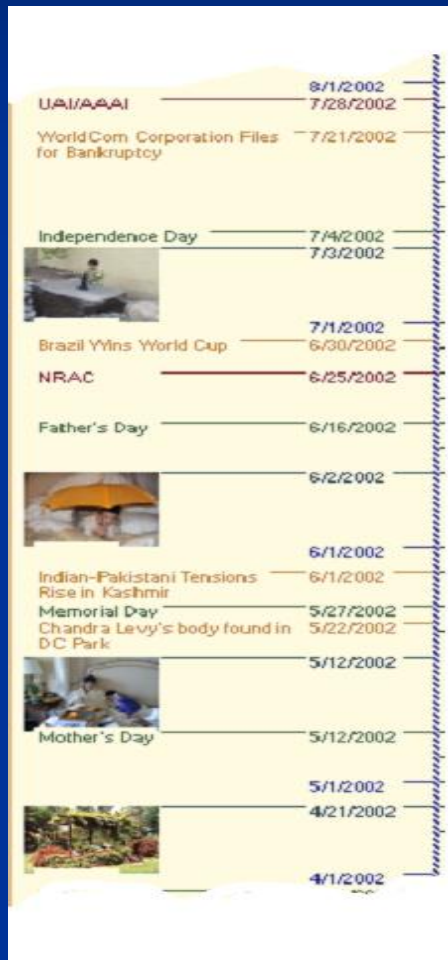 8/1/2002
UAI/AAAI 7/28/2002
WorldCom Corporation Files 7/21/2002
for Bankruptcy
Independence Day 7/4/2002
7/3/2002
7/1/2002
Brazil Wins World Cup 6/30/2002
NRAC 6/25/2002
Father's Day 6/16/2002
6/2/2002
6/1/2002
Indian-Pakistani Tensions 6/1/2002
Rise in Kashmir
Memorial Day 5/27/2002
Chandra Levy's body found in 5/22/2002
DC Park
5/12/2002
Mother's Day 5/12/2002
5/1/2002
4/21/2002
4/1/2002